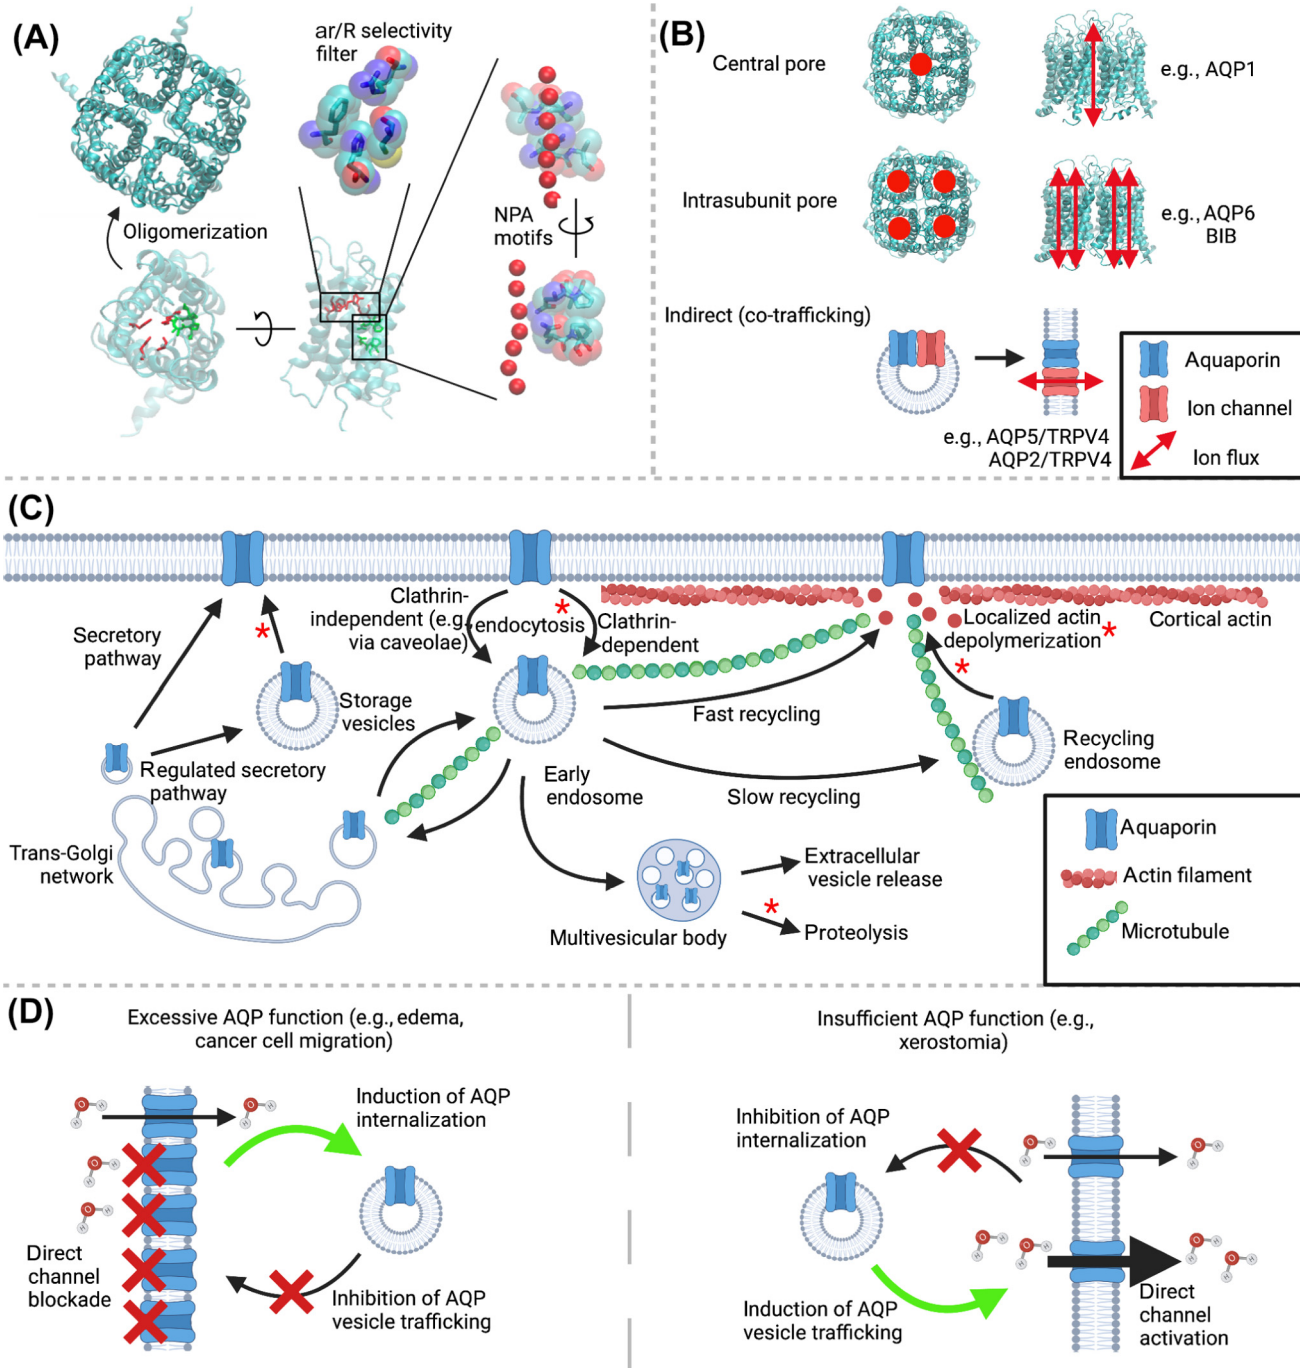 (A)
ar/R selectivity
filter
NPA
motifs
Oligomerization
(B)
Central pore
e.g., AQP1
Intrasubunit pore
e.g., AQP6
BIB
Indirect (co-trafficking)
e.g., AQP5/TRPV4
AQP2/TRPV4
Aquaporin
Ion channel
Ion flux
(C)
Secretory
pathway
*
Storage
vesicles
Regulated secretory
pathway
Trans-Golgi
network
Clathrin-
independent (e.g.,
via caveolae)
endocytosis
*
Clathrin-
dependent
Localized actin
depolymerization
*
*
Cortical actin
Fast recycling
Slow recycling
Recycling
endosome
Early
endosome
Multivesicular body
Extracellular
vesicle release
*
Proteolysis
Aquaporin
Actin filament
Microtubule
(D)
Excessive AQP function (e.g., edema,
cancer cell migration)
H O H
H O H
H O H
H O H
Induction of AQP
internalization
Direct
channel
blockade
Inhibition of AQP
vesicle trafficking
Insufficient AQP function (e.g.,
xerostomia)
Inhibition of AQP
internalization
H O H
H O H
H O H
H O H
H O H
H O H
Induction of AQP
vesicle trafficking
Direct
channel
activation